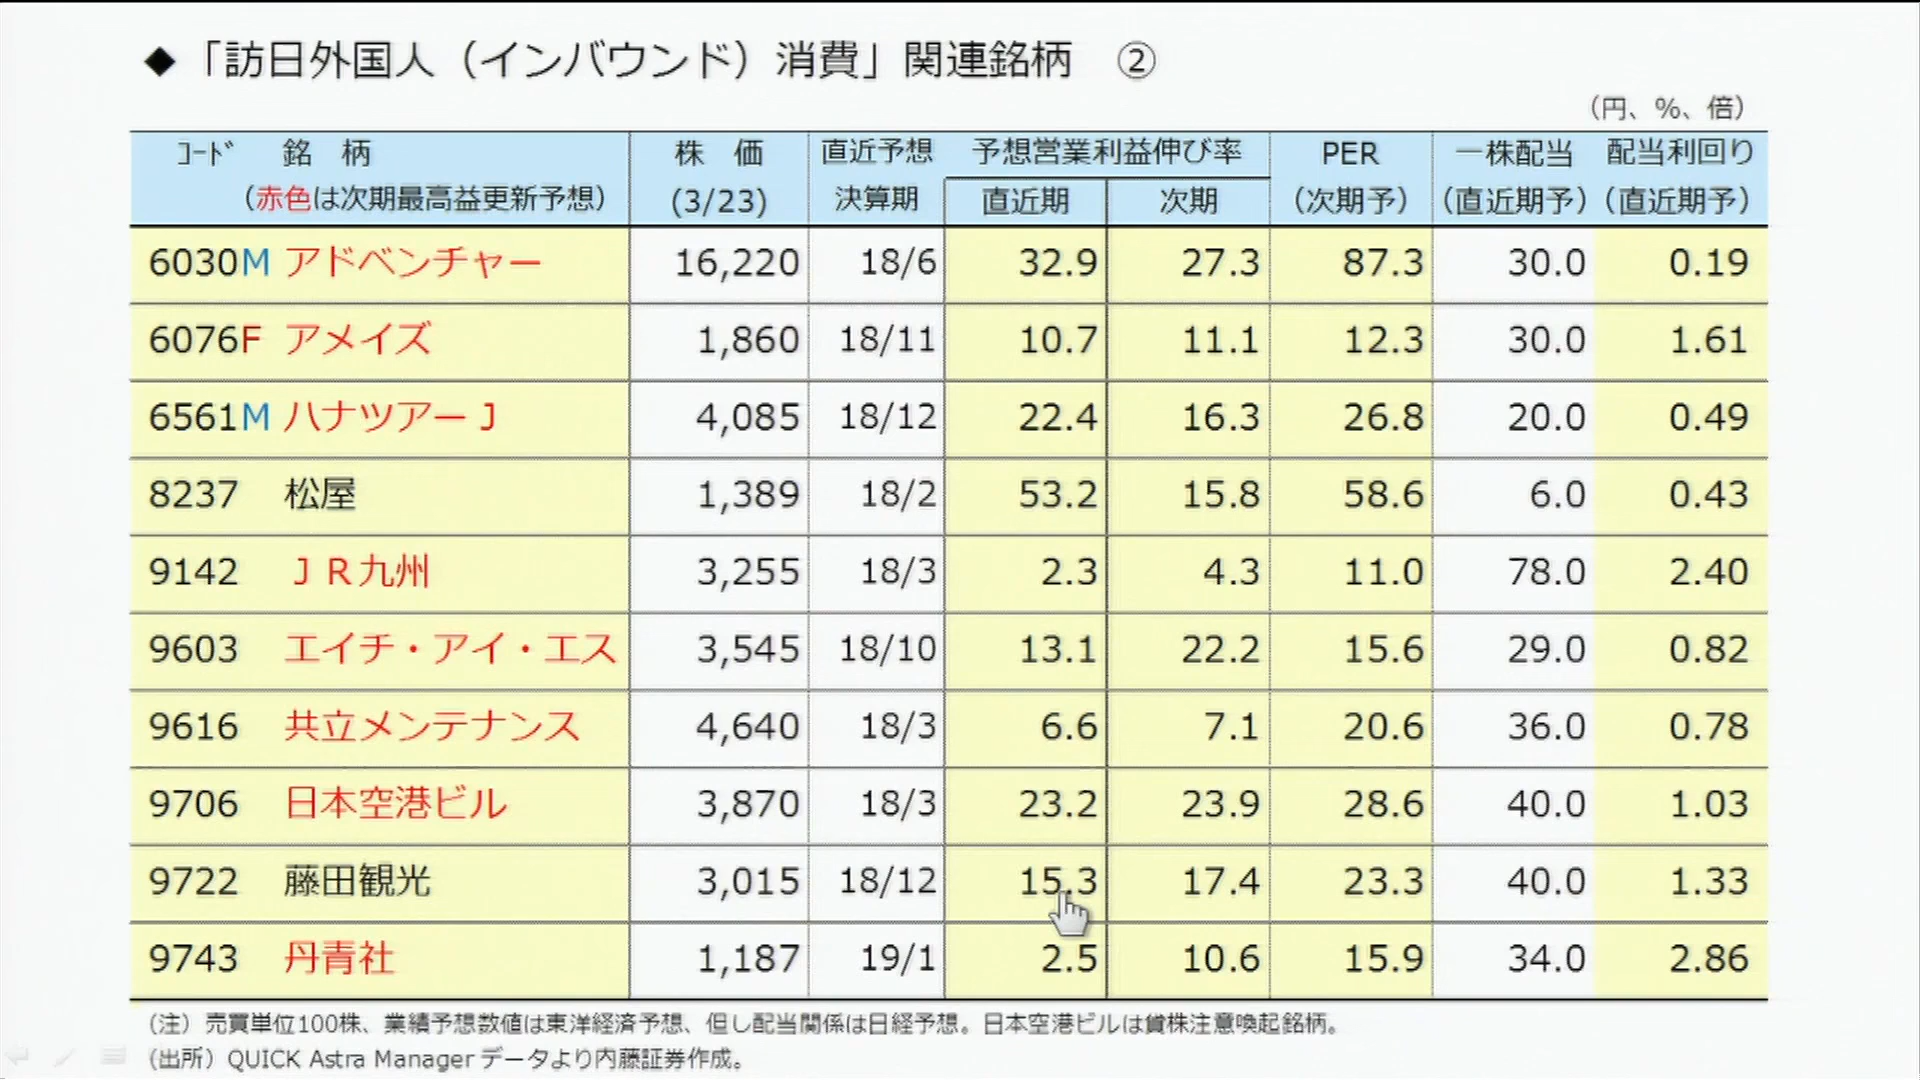 ◆「訪日外国人（インバウンド）消費」関連銘柄　②
（円、％、倍）
ｺｰﾄﾞ 銘 柄 株 価 直近予想 予想営業利益伸び率 PER 一株配当 配当利回り
（赤色は次期最高益更新予想） (3/23) 決算期 直近期 次期 （次期予） （直近期予） （直近期予）
6030M アドベンチャー 16,220 18/6 32.9 27.3 87.3 30.0 0.19
6076F アメイズ 1,860 18/11 10.7 11.1 12.3 30.0 1.61
6561M ハナツアーＪ 4,085 18/12 22.4 16.3 26.8 20.0 0.49
8237 松屋 1,389 18/2 53.2 15.8 58.6 6.0 0.43
9142 ＪＲ九州 3,255 18/3 2.3 4.3 11.0 78.0 2.40
9603 エイチ・アイ・エス 3,545 18/10 13.1 22.2 15.6 29.0 0.82
9616 共立メンテナンス 4,640 18/3 6.6 7.1 20.6 36.0 0.78
9706 日本空港ビル 3,870 18/3 23.2 23.9 28.6 40.0 1.03
9722 藤田観光 3,015 18/12 15.3 17.4 23.3 40.0 1.33
9743 丹青社 1,187 19/1 2.5 10.6 15.9 34.0 2.86
（注）売買単位100株、業績予想数値は東洋経済予想、但し配当関係は日経予想。日本空港ビルは貸株注意喚起銘柄。
（出所）QUICK Astra Manager データより内藤証券作成。